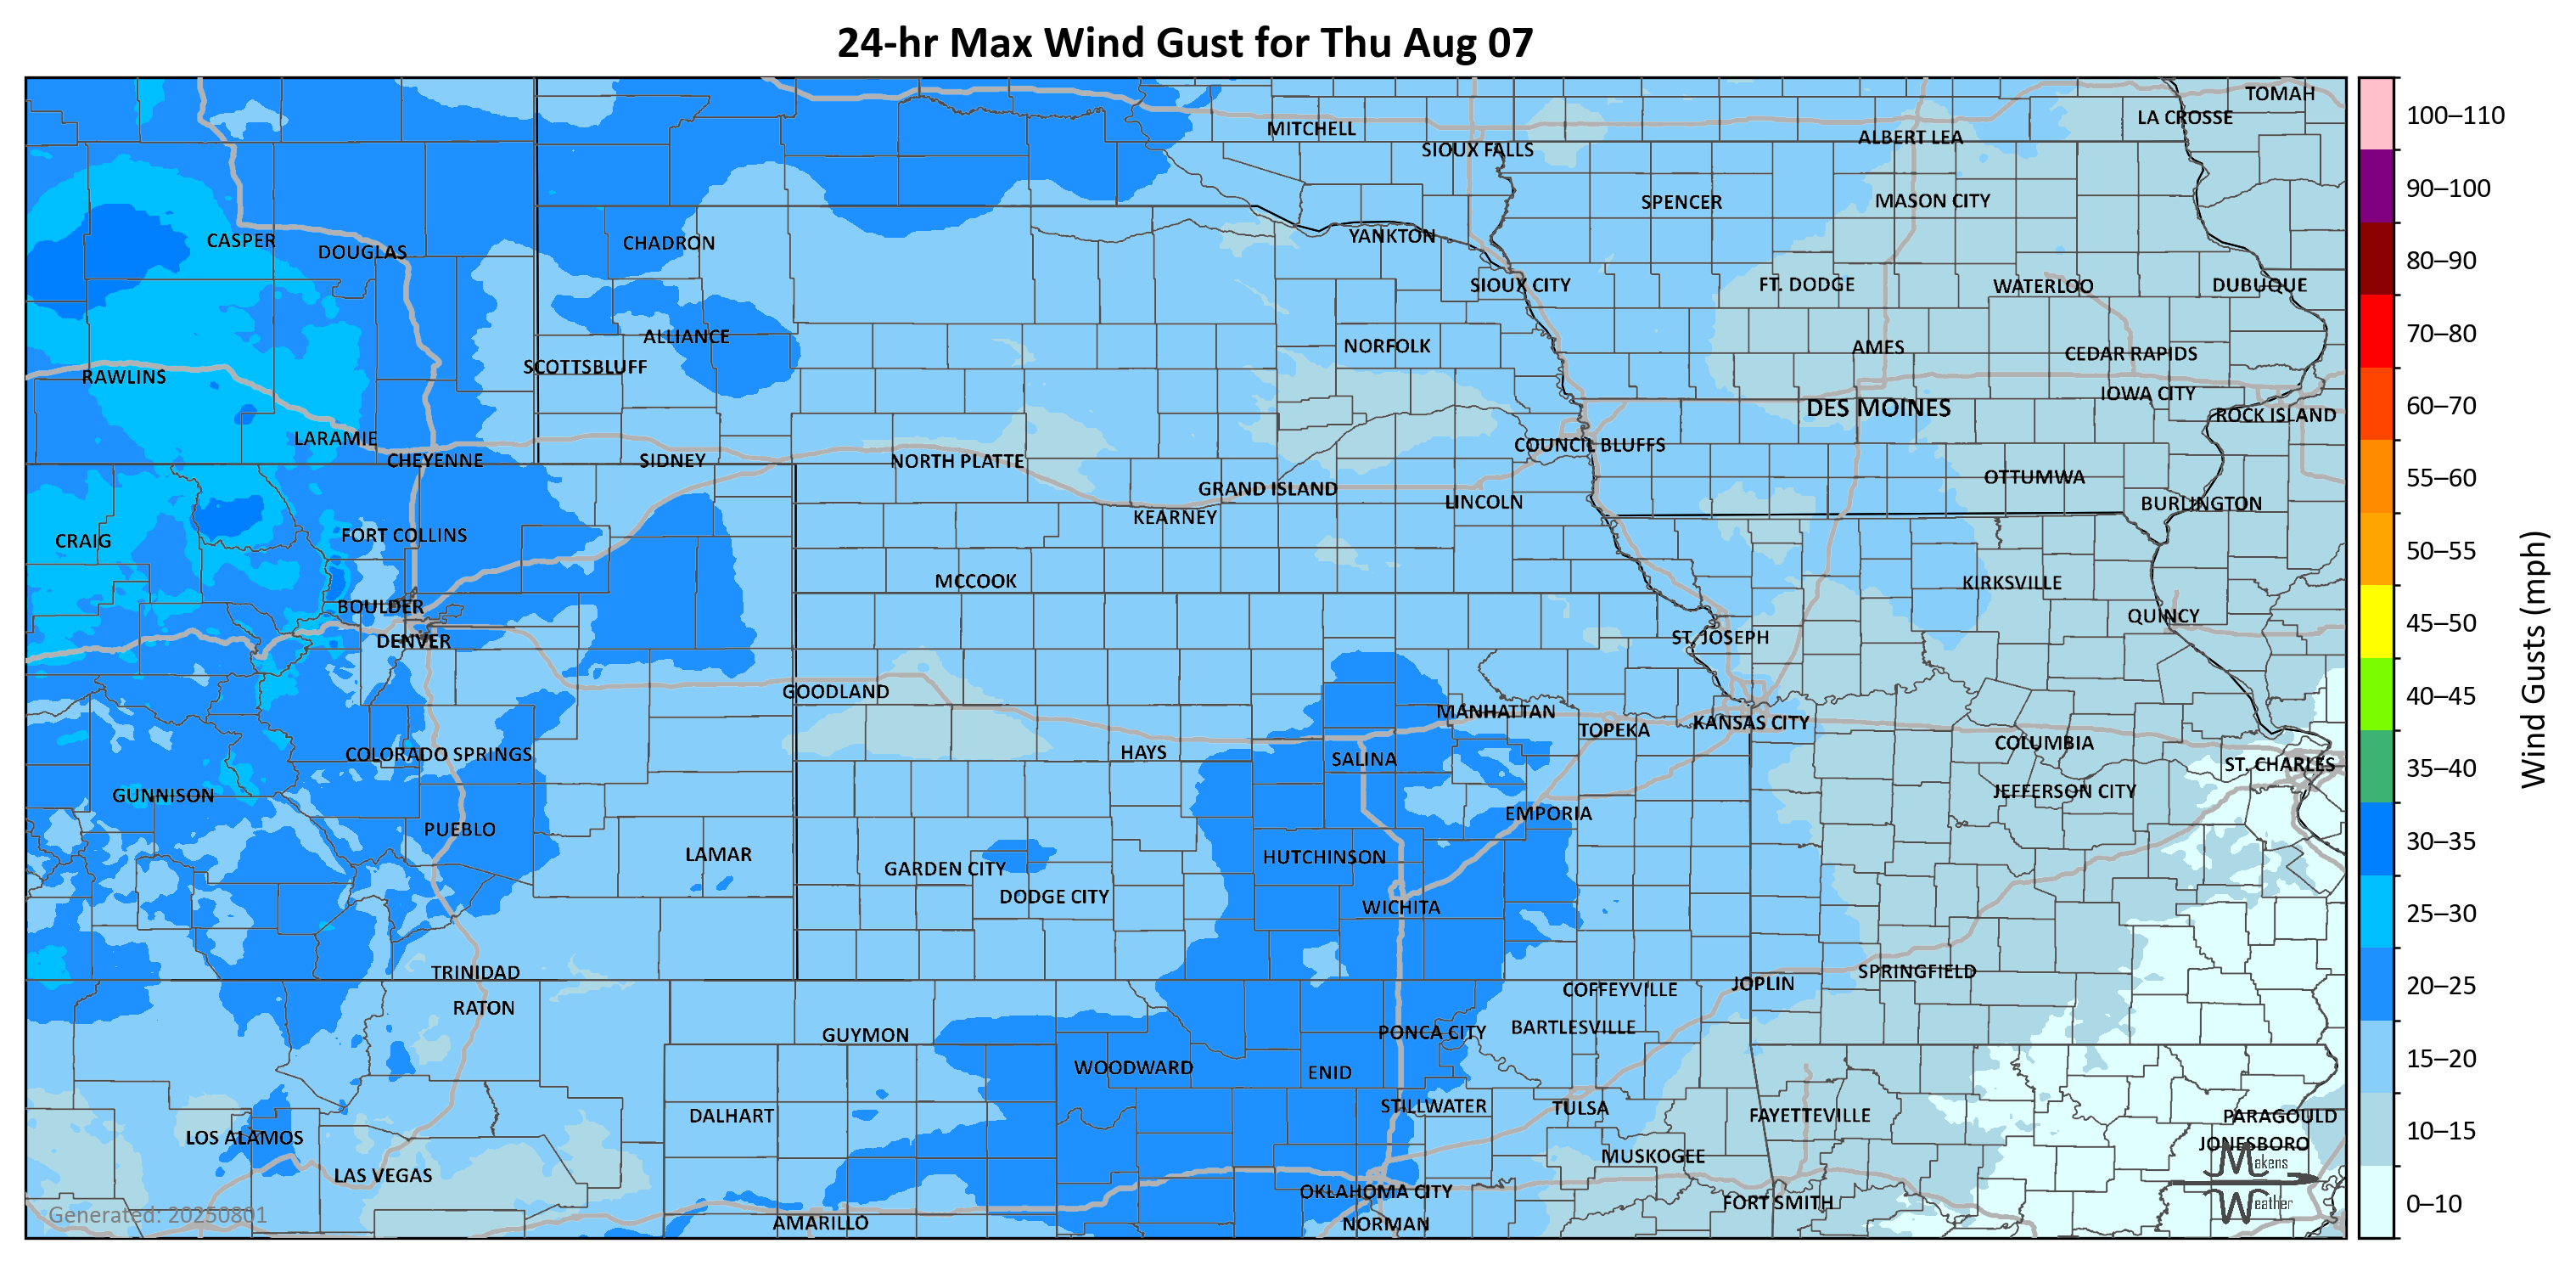 24-hr Max Wind Gust for Thu Aug 07
TOMAH
LA CROSSE
MITCHELL
ALBERT LEA
SIOUX FALLS
SPENCER
MASON CITY
CASPER
DOUGLAS
CHADRON
YANKTON
SIOUX CITY
FT. DODGE
WATERLOO
DUBUQUE
ALLIANCE
NORFOLK
AMES
CEDAR RAPIDS
SCOTTSBLUFF
RAWLINS
IOWA CITY
DES MOINES
ROCK ISLAND
LARAMIE
COUNCIL BLUFFS
CHEYENNE
SIDNEY
NORTH PLATTE
OTTUMWA
GRAND ISLAND
LINCOLN
BURLINGTON
KEARNEY
CRAIG
FORT COLLINS
MCCOOK
KIRKSVILLE
BOULDER
QUINCY
DENVER
ST. JOSEPH
GOODLAND
MANHATTAN
TOPEKA
KANSAS CITY
COLORADO SPRINGS
HAYS
SALINA
COLUMBIA
ST. CHARLES
GUNNISON
JEFFERSON CITY
EMPORIA
PUEBLO
LAMAR
HUTCHINSON
GARDEN CITY
DODGE CITY
WICHITA
TRINIDAD
SPRINGFIELD
JOPLIN
COFFEYVILLE
RATON
GUYMON
PONCA CITY
BARTLESVILLE
WOODWARD
ENID
DALHART
STILLWATER
TULSA
FAYETTEVILLE
PARAGOULD
LOS ALAMOS
JONESBORO
MUSKOGEE
LAS VEGAS
OKLAHOMA CITY
FORT SMITH
AMARILLO
NORMAN
Generated: 20250801
Makens
Weather
100–110
90–100
80–90
70–80
60–70
55–60
50–55
45–50
40–45
35–40
30–35
25–30
20–25
15–20
10–15
0–10
Wind Gusts (mph)